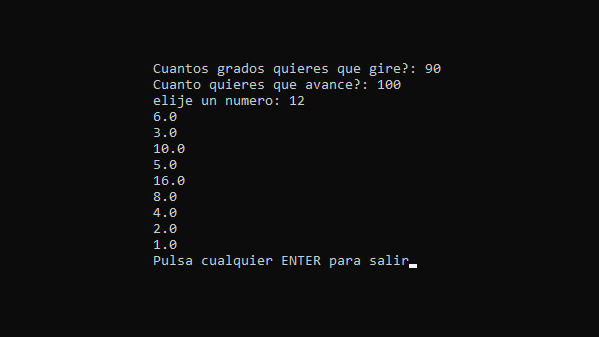 Cuantos grados quieres que gire?: 90
Cuanto quieres que avance?: 100
elije un numero: 12
6.0
3.0
10.0
5.0
16.0
8.0
4.0
2.0
1.0
Pulsa cualquier ENTER para salir